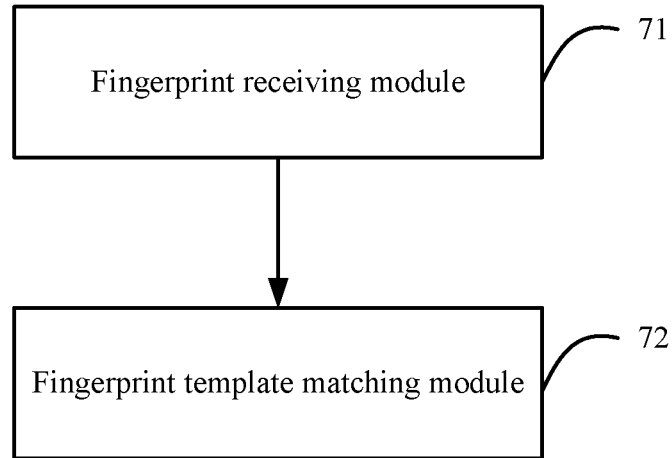 71
Fingerprint receiving module
72
Fingerprint template matching module